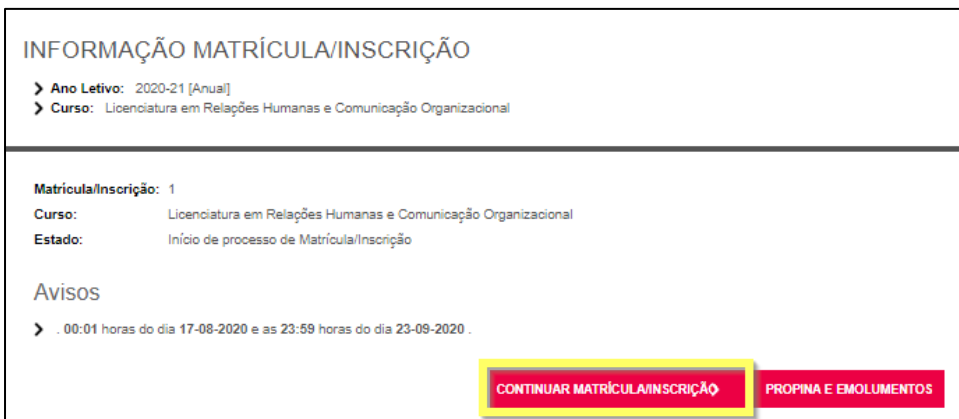 INFORMAÇÃO MATRÍCULA/INSCRIÇÃO
Ano Letivo: 2020-21 [Anual]
Curso: Licenciatura em Relações Humanas e Comunicação Organizacional
Matrícula/Inscrição: 1
Curso: Licenciatura em Relações Humanas e Comunicação Organizacional
Estado: Início de processo de Matrícula/Inscrição
Avisos
. 00:01 horas do dia 17-08-2020 e as 23:59 horas do dia 23-09-2020 .
CONTINUAR MATRÍCULA/INSCRIÇÃO PROPINA E EMOLUMENTOS